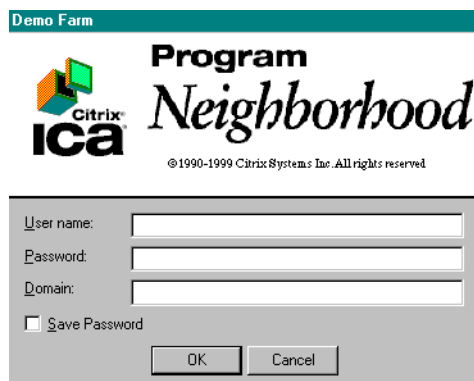 Demo Farm
Program
Neighborhood
Citrix®
ICA
©1990-1999 Citrix Systems Inc. All rights reserved
User name:
Password:
Domain:
Save Password
OK Cancel